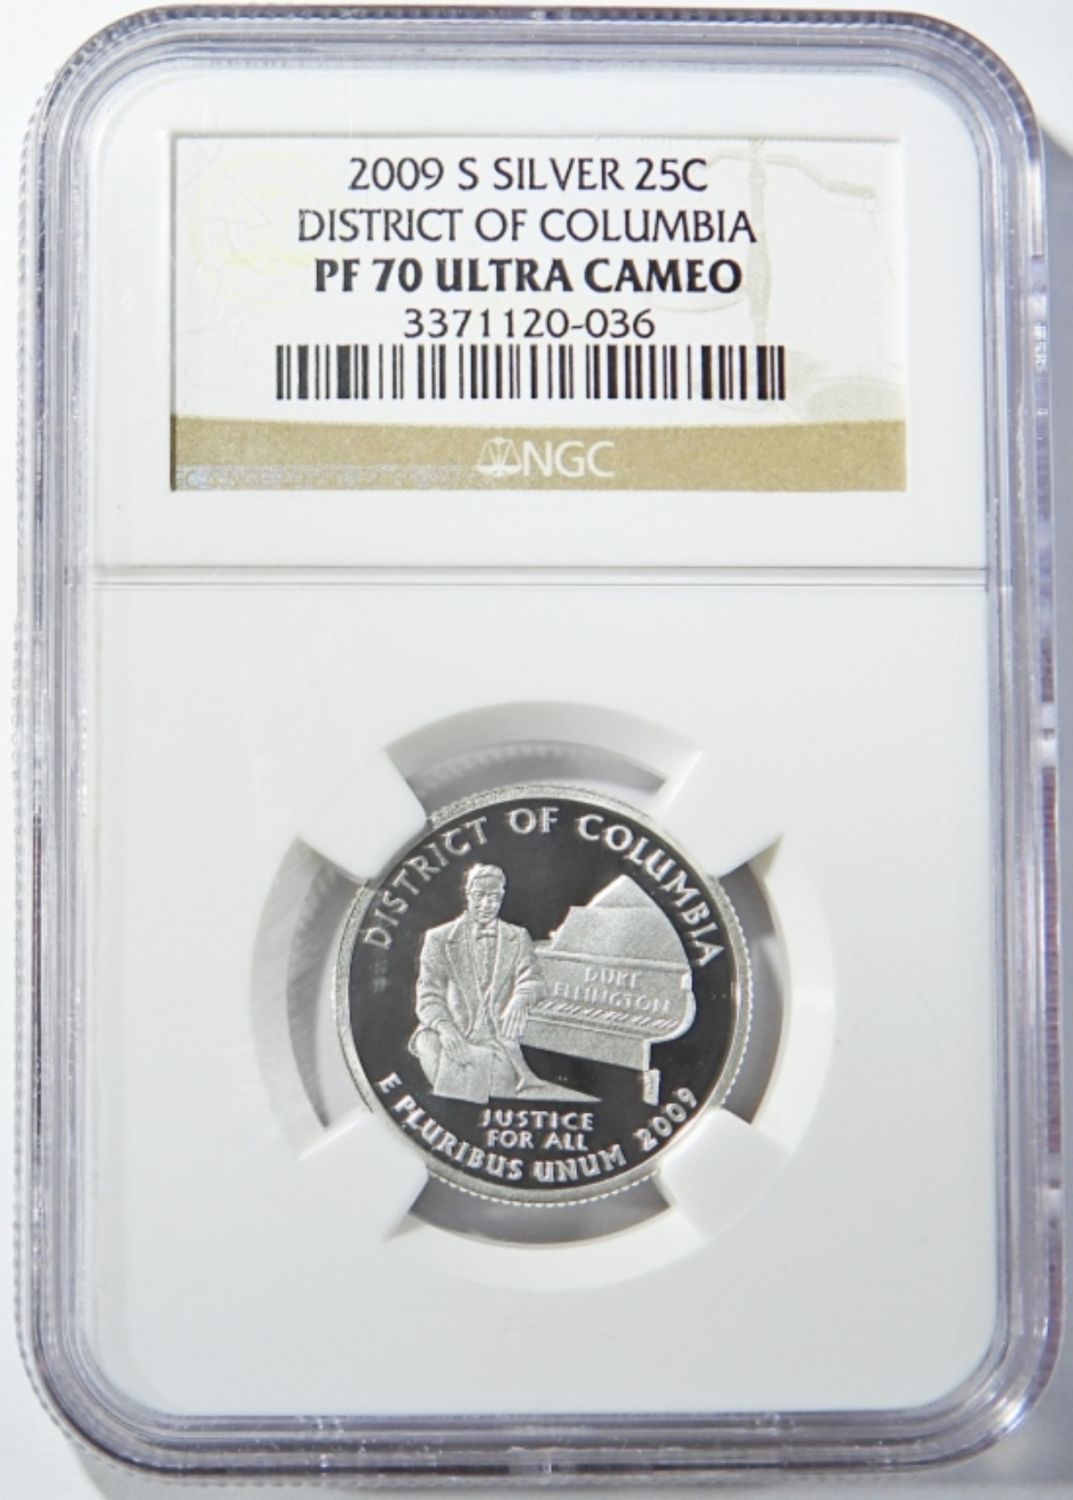 2009 S SILVER 25C
DISTRICT OF COLUMBIA
PF 70 ULTRA CAMEO
3371120-036
NGC
DISTRICT OF COLUMBIA
DUKE
ELLINGTON
JUSTICE
FOR ALL
E PLURIBUS UNUM 2009